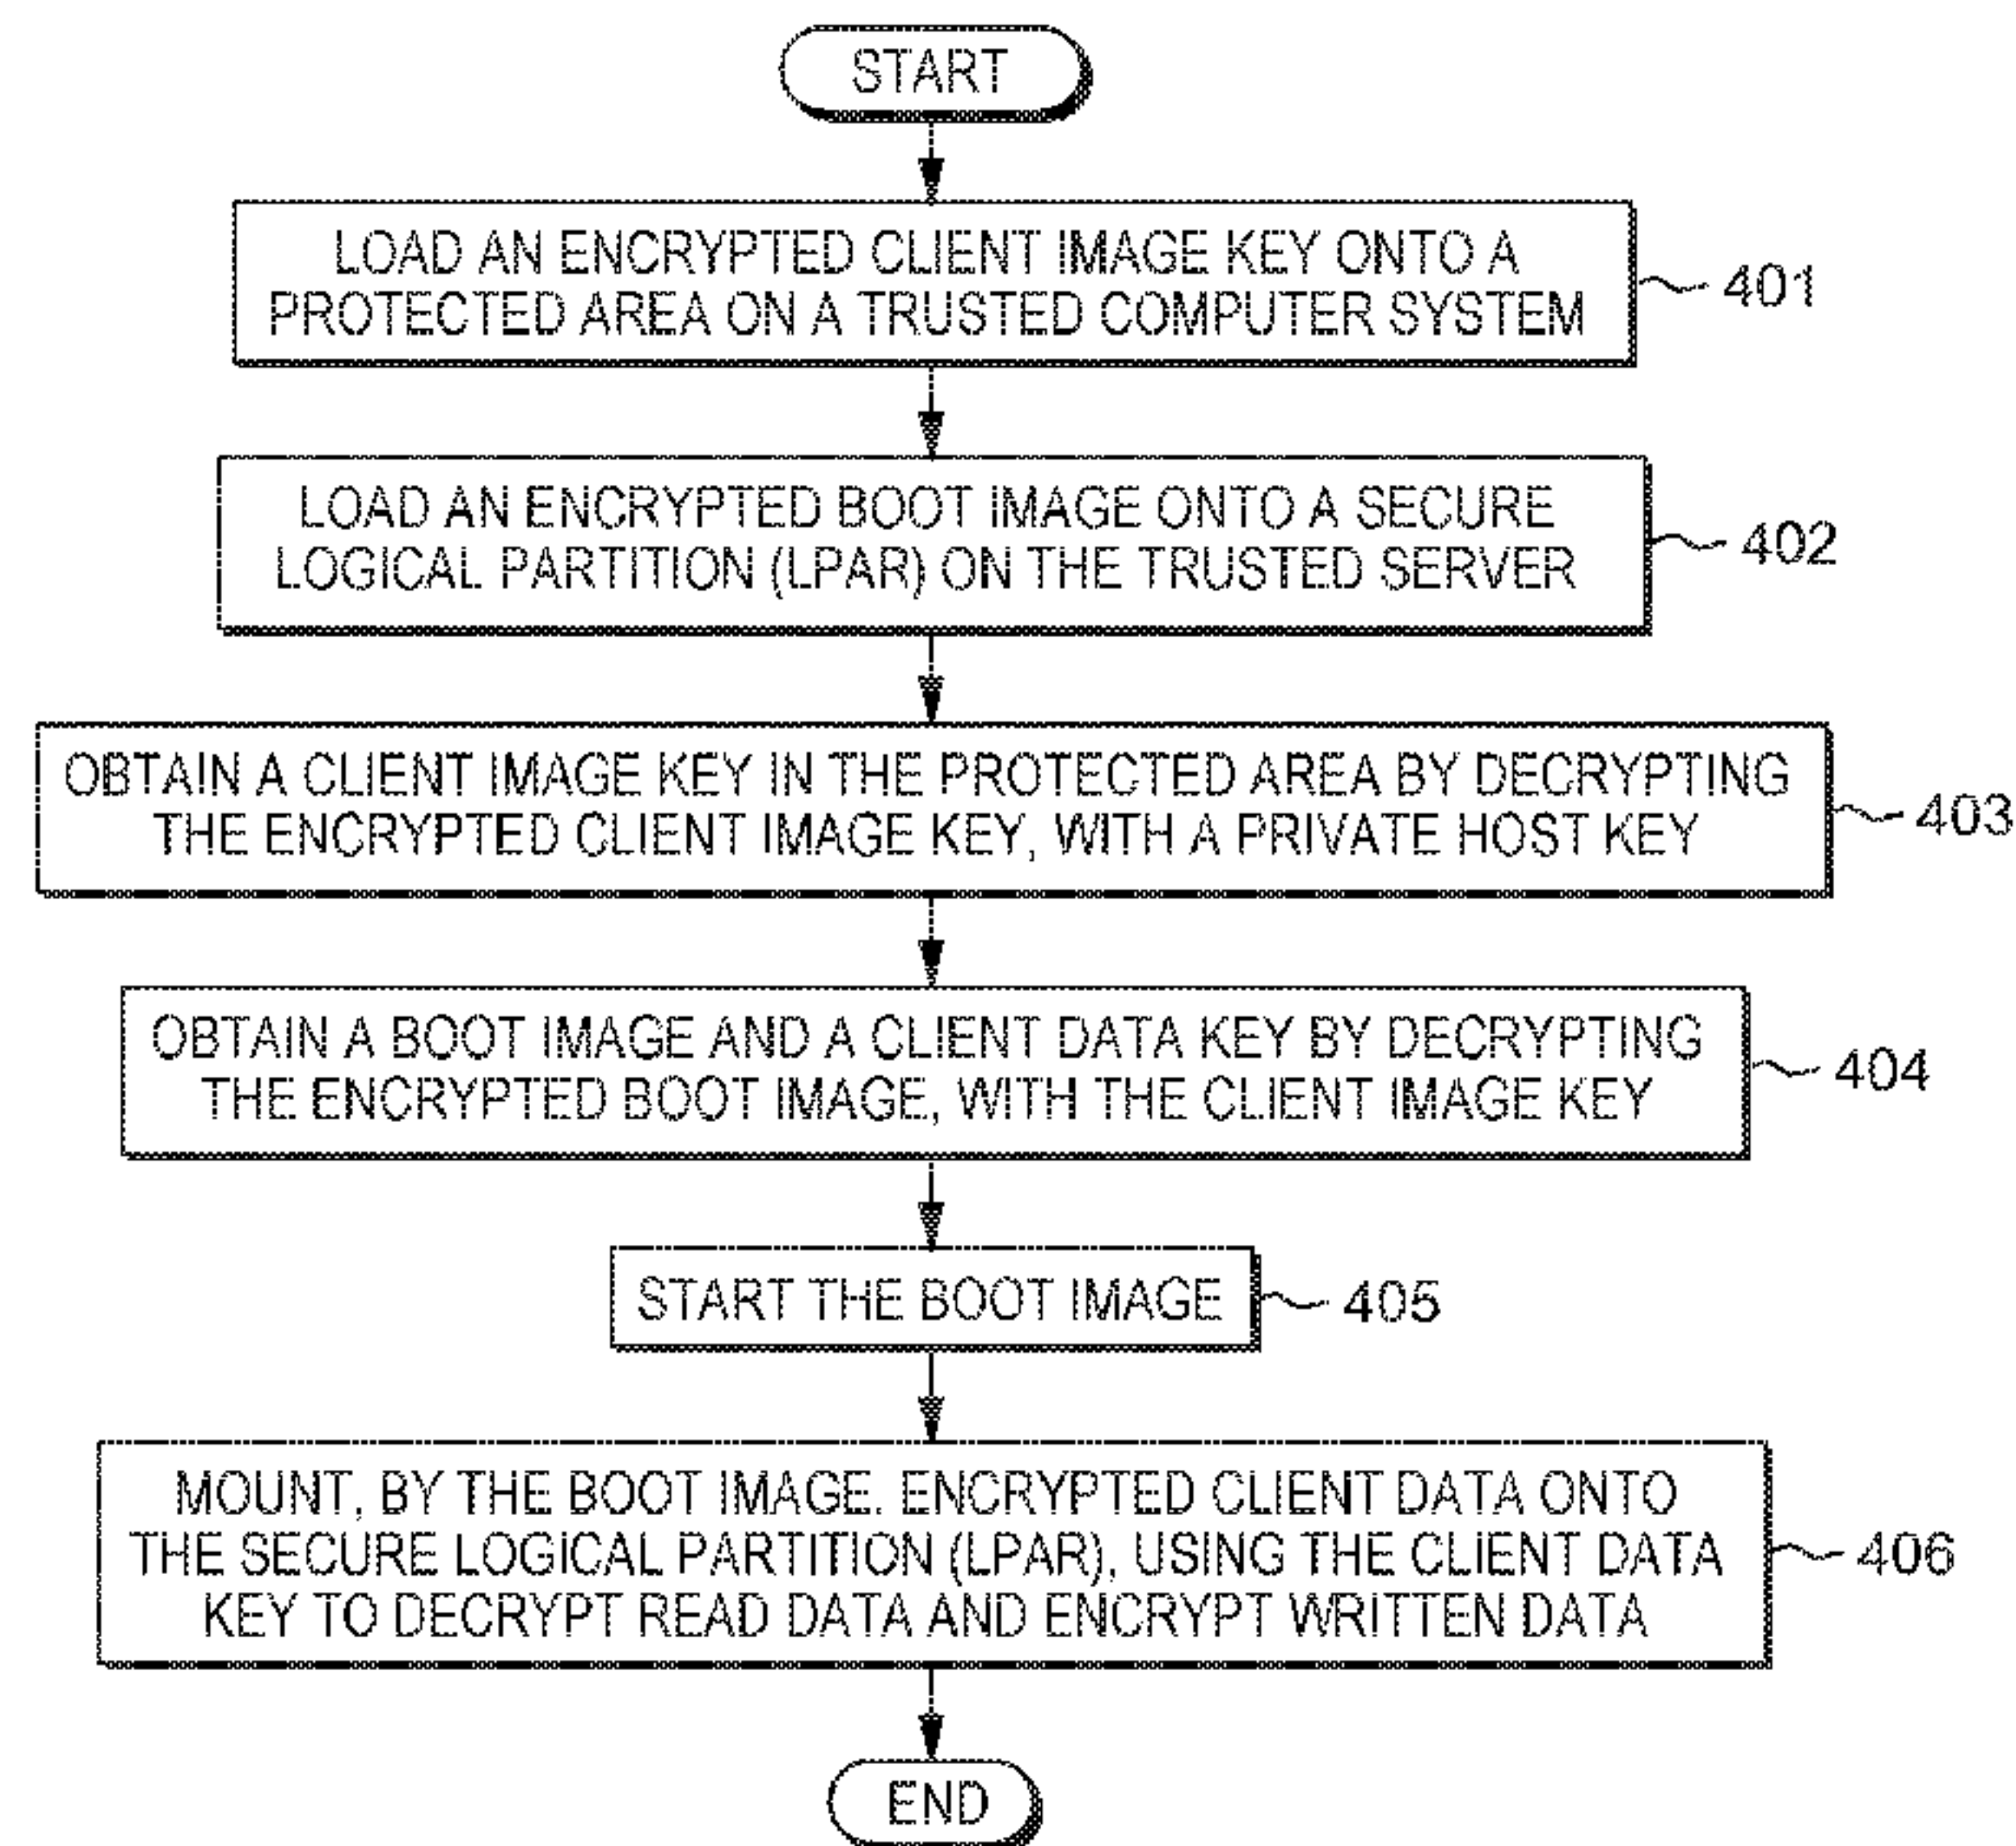 START
LOAD AN ENCRYPTED CLIENT IMAGE KEY ONTO A
PROTECTED AREA ON A TRUSTED COMPUTER SYSTEM
401
LOAD AN ENCRYPTED BOOT IMAGE ONTO A SECURE
LOGICAL PARTITION (LPAR) ON THE TRUSTED SERVER
402
OBTAIN A CLIENT IMAGE KEY IN THE PROTECTED AREA BY DECRYPTING
THE ENCRYPTED CLIENT IMAGE KEY, WITH A PRIVATE HOST KEY
403
OBTAIN A BOOT IMAGE AND A CLIENT DATA KEY BY DECRYPTING
THE ENCRYPTED BOOT IMAGE, WITH THE CLIENT IMAGE KEY
404
START THE BOOT IMAGE
405
MOUNT, BY THE BOOT IMAGE, ENCRYPTED CLIENT DATA ONTO
THE SECURE LOGICAL PARTITION (LPAR), USING THE CLIENT DATA
KEY TO DECRYPT READ DATA AND ENCRYPT WRITTEN DATA
406
END